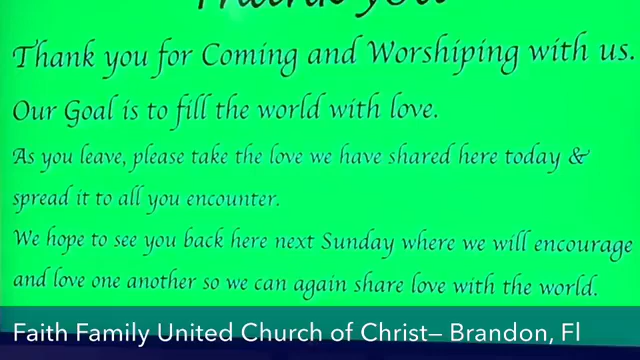 Thank you
Thank you for Coming and Worshiping with us.
Our Goal is to fill the world with love.
As you leave, please take the love we have shared here today &
spread it to all you encounter.
We hope to see you back here next Sunday where we will encourage
and love one another so we can again share love with the world.
Faith Family United Church of Christ– Brandon, Fl